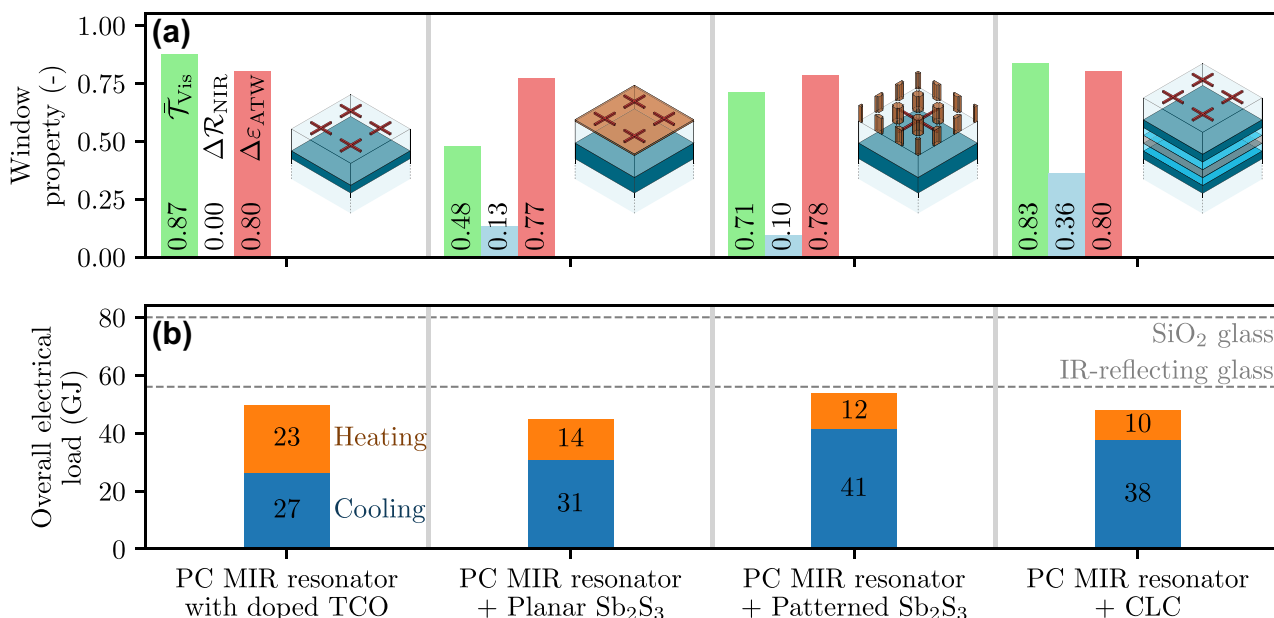 (a)
Window
property (-)
1.00
0.75
0.50
0.25
0.00
𝒯̄Vis
Δℛ_NIR
Δε_ATW
0.87
0.00
0.80
0.48
0.13
0.77
0.71
0.10
0.78
0.83
0.36
0.80
(b)
Overall electrical
load (GJ)
80
60
40
20
0
SiO₂ glass
IR-reflecting glass
23
Heating
27
Cooling
14
31
12
41
10
38
PC MIR resonator
with doped TCO
PC MIR resonator
+ Planar Sb₂S₃
PC MIR resonator
+ Patterned Sb₂S₃
PC MIR resonator
+ CLC